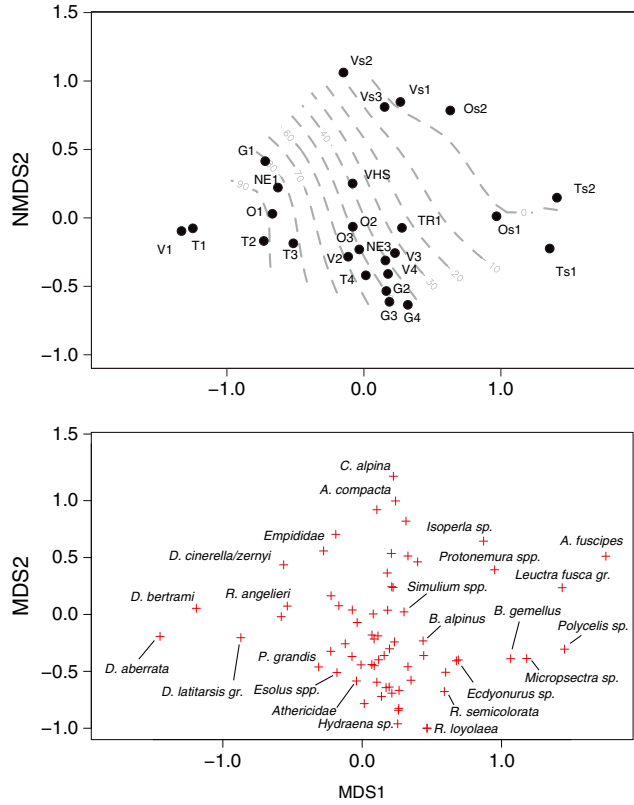 NMDS2
1.5
1.0
0.5
0.0
−0.5
−1.0
−1.0
0.0
1.0
Vs2
Vs3
Vs1
Os2
G1
NE1
VHS
Ts2
O1
O2
TR1
Os1
V1
T1
T2
T3
O3
NE3
V3
Ts1
V2
V4
T4
G2
G3
G4
90
80
70
60
40
30
20
10
0
MDS2
1.5
1.0
0.5
0.0
−0.5
−1.0
−1.0
0.0
1.0
MDS1
C. alpina
A. compacta
Empididae
Isoperla sp.
A. fuscipes
D. cinerella/zernyi
Protonemura spp.
Leuctra fusca gr.
D. bertrami
R. angelieri
Simulium spp.
B. alpinus
B. gemellus
Polycelis sp.
D. aberrata
D. latitarsis gr.
P. grandis
Esolus spp.
Athericidae
Hydraena sp.
Ecdyonurus sp.
Micropsectra sp.
R. semicolorata
R. loyolaea